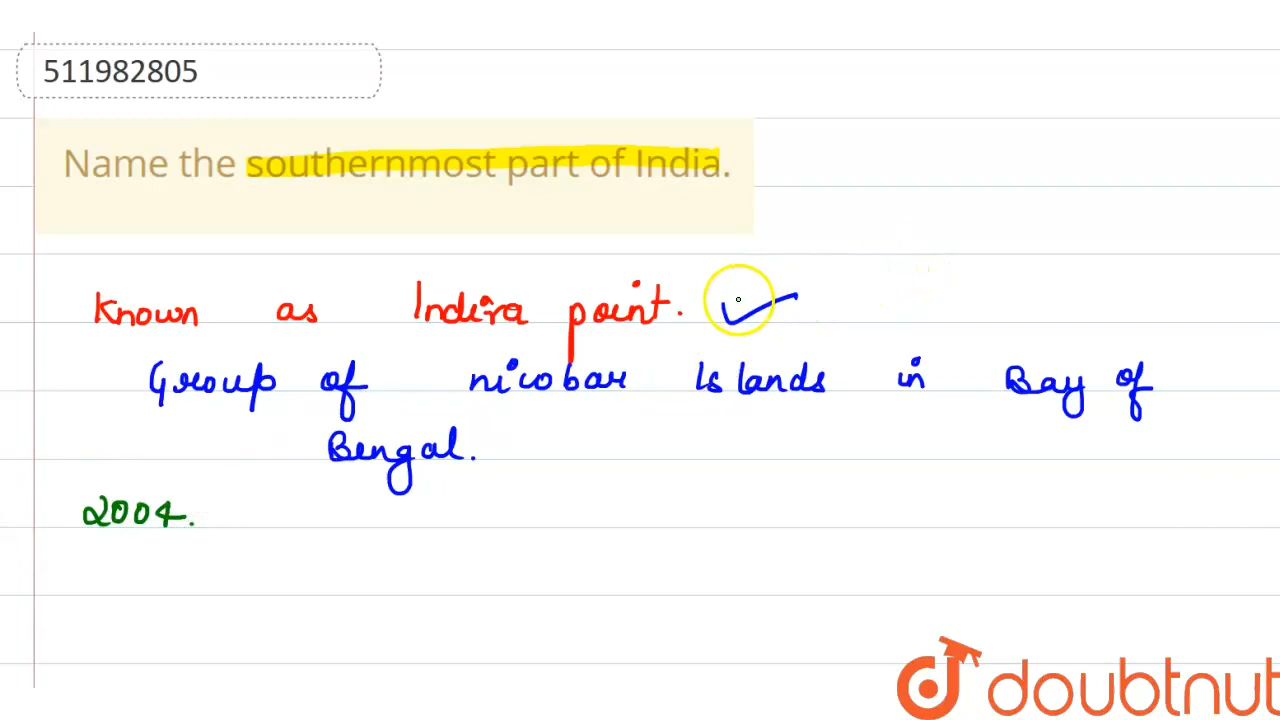 511982805
Name the southernmost part of India.
Known as Indira point.
Group of nicobar Islands in Bay of
Bengal.
2004.
doubtnut